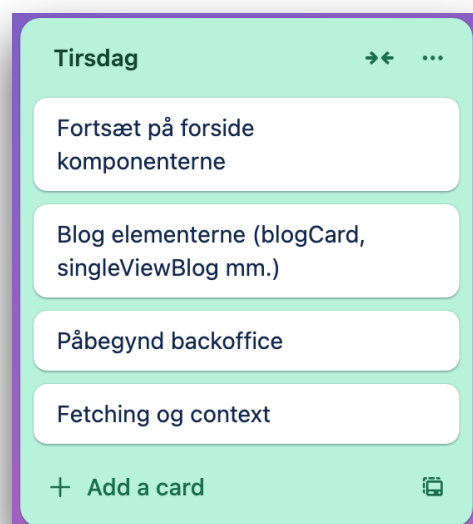 Tirsdag
Fortsæt på forside
komponenterne
Blog elementerne (blogCard,
singleViewBlog mm.)
Påbegynd backoffice
Fetching og context
+ Add a card